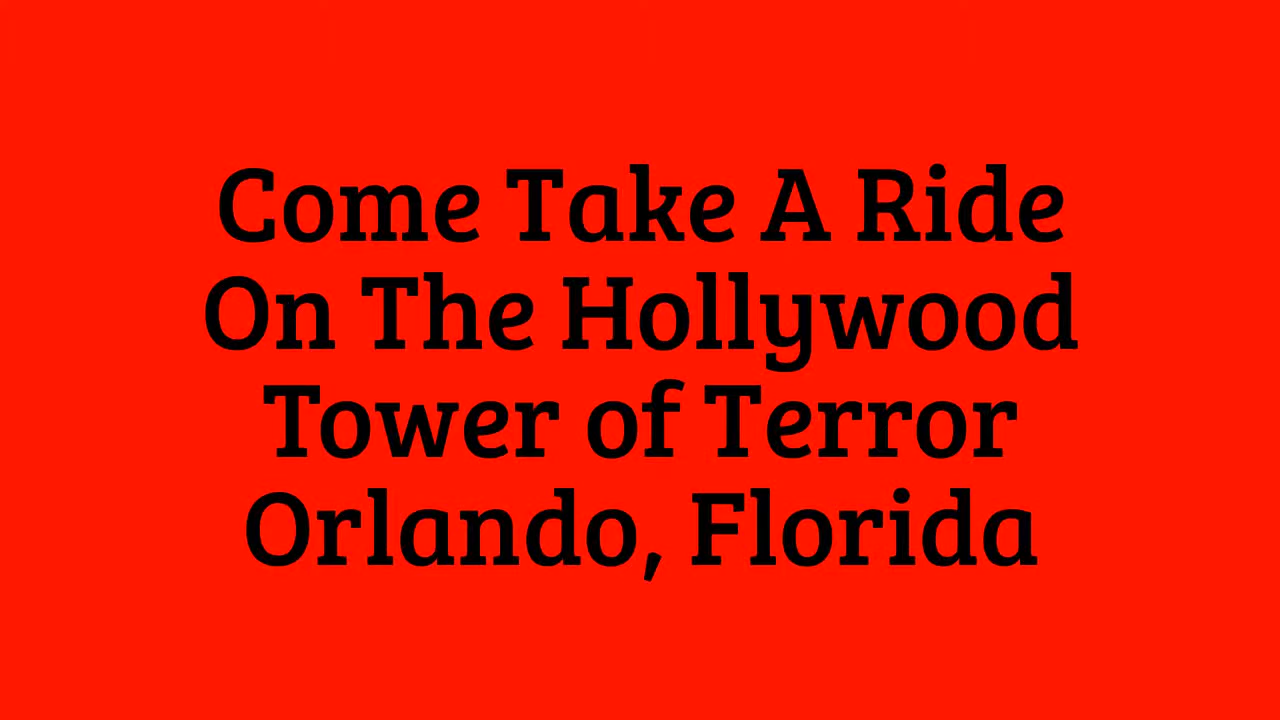 Come Take A Ride
On The Hollywood
Tower of Terror
Orlando, Florida